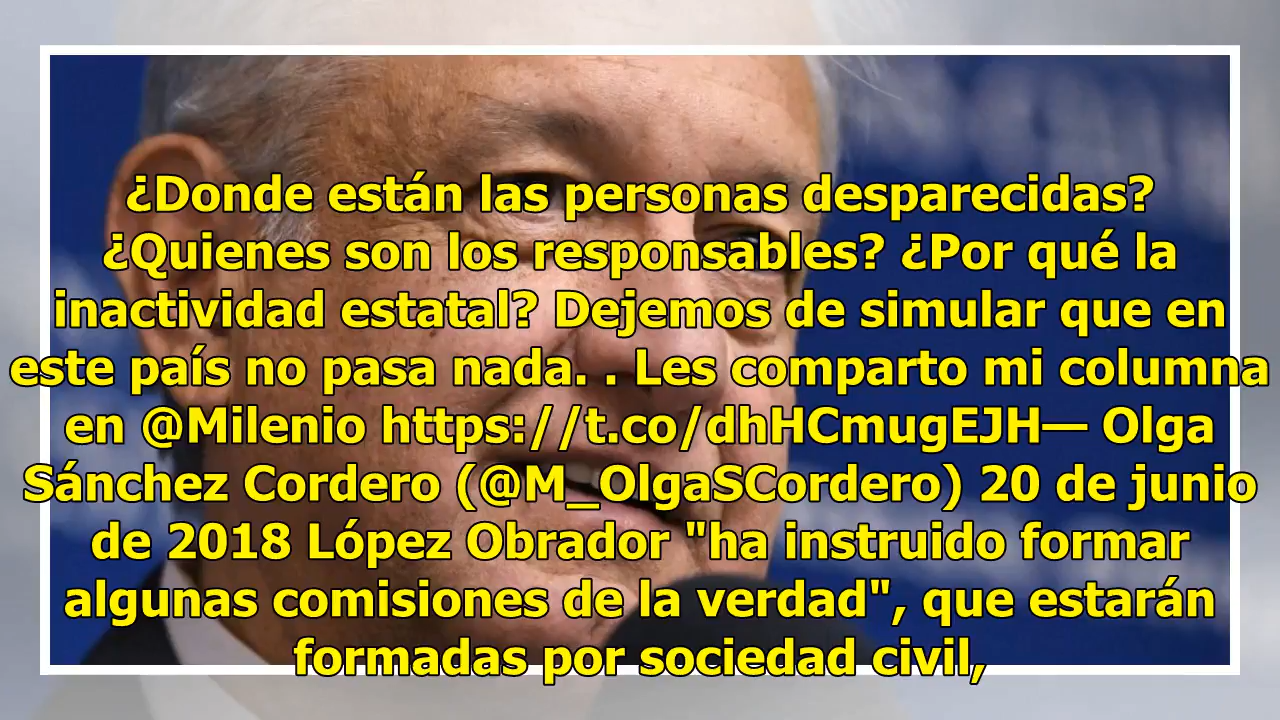 ¿Donde están las personas desparecidas?
¿Quienes son los responsables? ¿Por qué la
inactividad estatal? Dejemos de simular que en
este país no pasa nada. . Les comparto mi columna
en @Milenio https://t.co/dhHCmugEJH— Olga
Sánchez Cordero (@M_OlgaSCordero) 20 de junio
de 2018 López Obrador "ha instruido formar
algunas comisiones de la verdad", que estarán
formadas por sociedad civil,